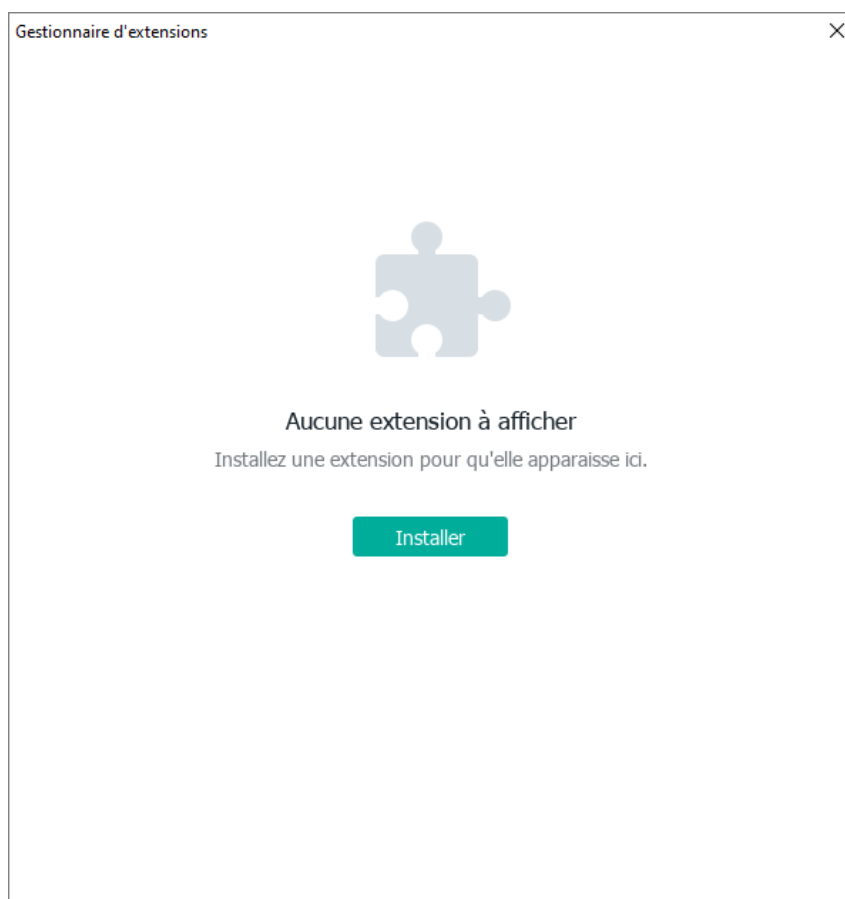 Gestionnaire d'extensions
Aucune extension à afficher
Installez une extension pour qu'elle apparaisse ici.
Installer